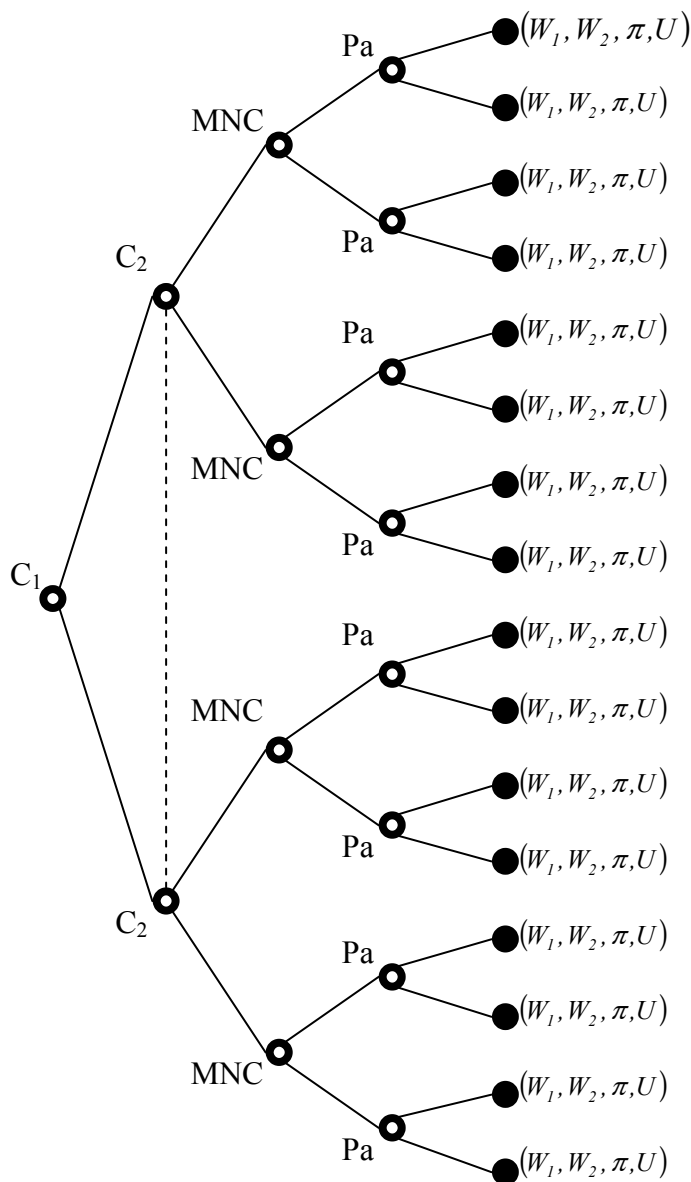 Pa
(W₁, W₂, π, U)
(W₁, W₂, π, U)
MNC
(W₁, W₂, π, U)
Pa
(W₁, W₂, π, U)
C₂
Pa
(W₁, W₂, π, U)
(W₁, W₂, π, U)
MNC
(W₁, W₂, π, U)
Pa
(W₁, W₂, π, U)
C₁
Pa
(W₁, W₂, π, U)
(W₁, W₂, π, U)
MNC
(W₁, W₂, π, U)
Pa
(W₁, W₂, π, U)
C₂
Pa
(W₁, W₂, π, U)
(W₁, W₂, π, U)
MNC
(W₁, W₂, π, U)
Pa
(W₁, W₂, π, U)